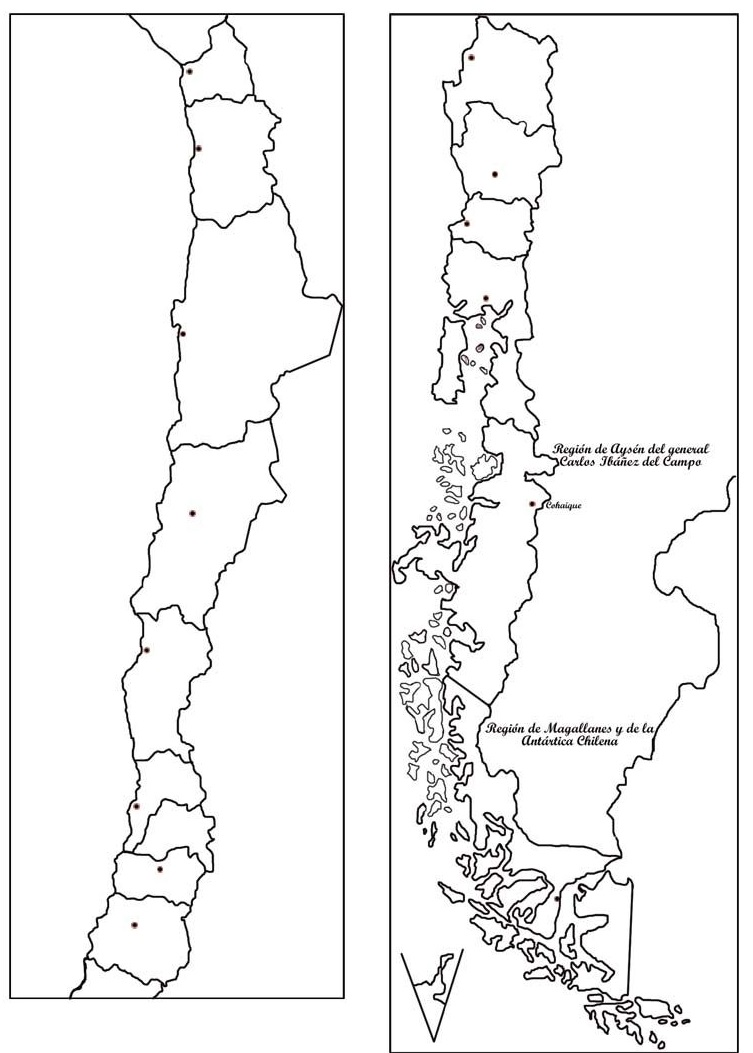 Región de Aysén del general
Carlos Ibáñez del Campo
Cohaique
Región de Magallanes y de la
Antártica Chilena